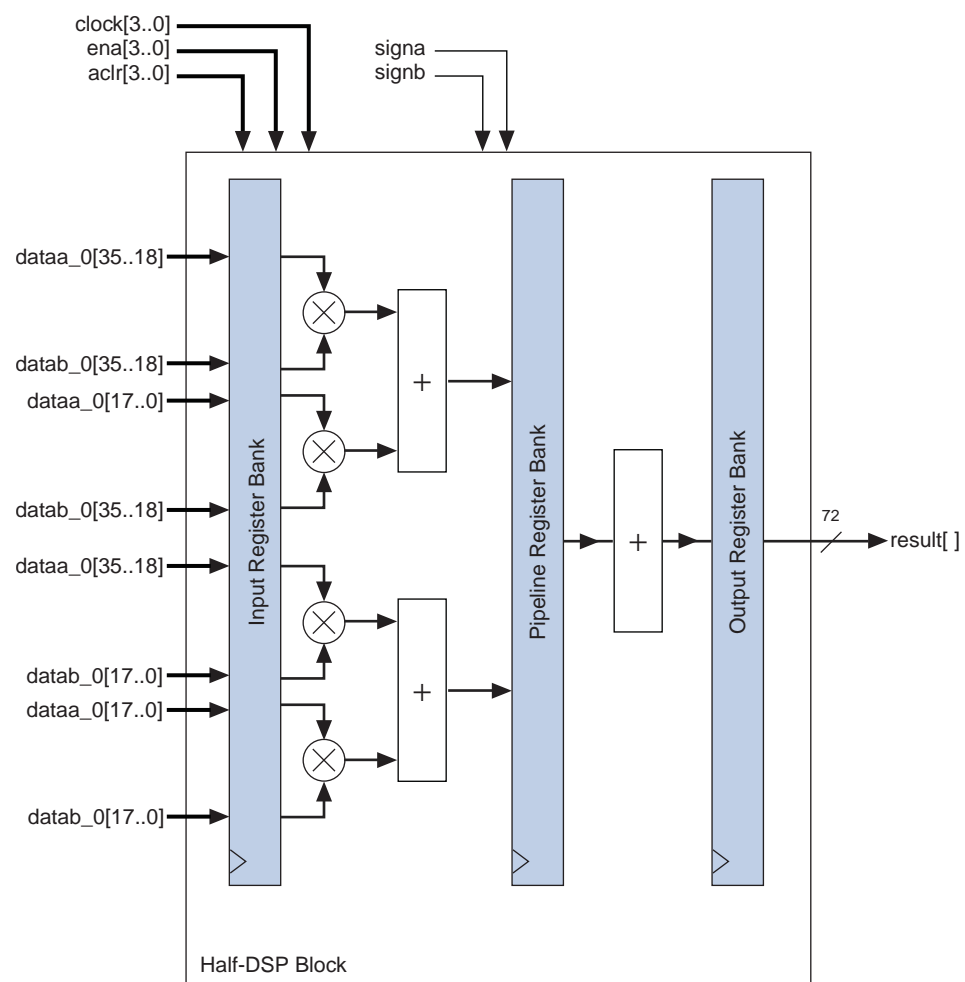 clock[3..0]
ena[3..0]
aclr[3..0]
signa
signb
dataa_0[35..18]
datab_0[35..18]
dataa_0[17..0]
datab_0[35..18]
dataa_0[35..18]
datab_0[17..0]
dataa_0[17..0]
datab_0[17..0]
Input Register Bank
+
+
Pipeline Register Bank
+
Output Register Bank
72
result[ ]
Half-DSP Block